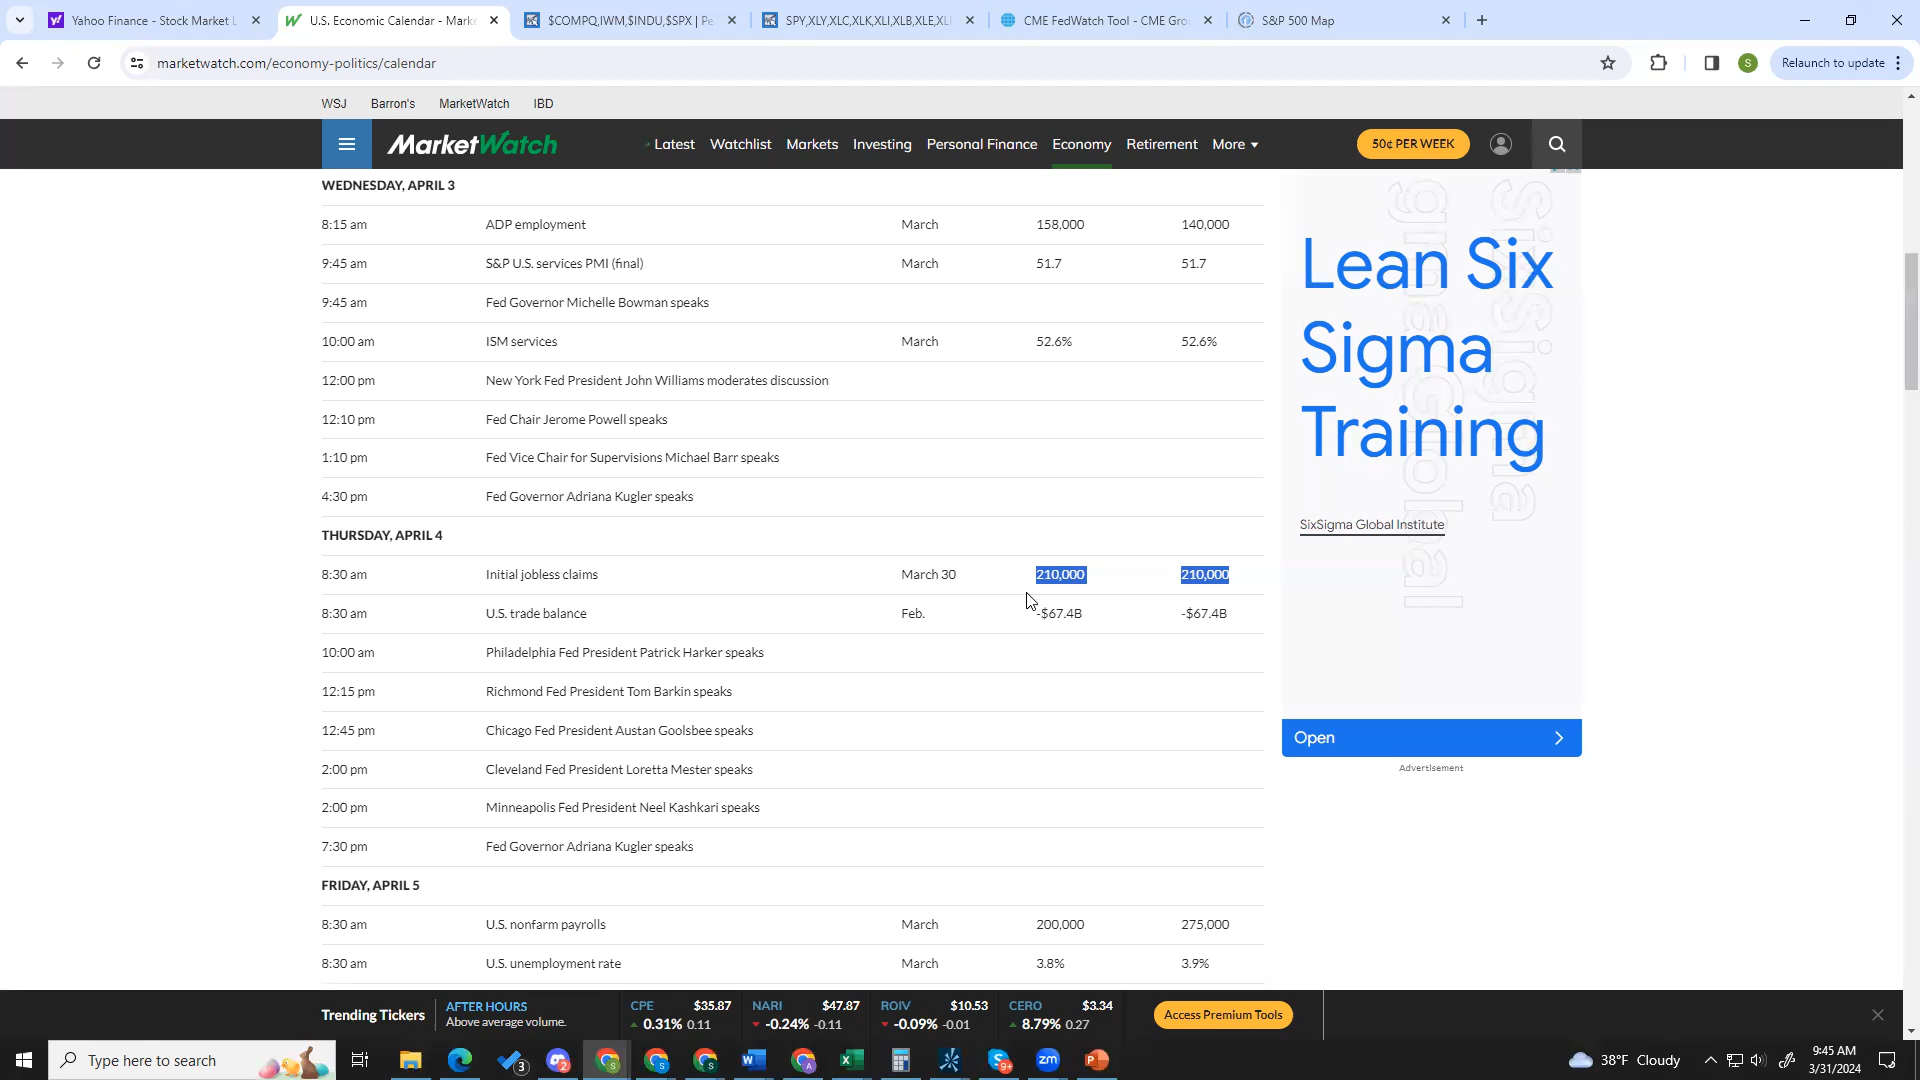 Yahoo Finance - Stock Market L
U.S. Economic Calendar - Marke
$COMPQ,IWM,$INDU,$SPX | Pe
SPY,XLY,XLC,XLK,XLI,XLB,XLE,XLF
CME FedWatch Tool - CME Gro
S&P 500 Map
marketwatch.com/economy-politics/calendar
S
Relaunch to update
WSJ Barron's MarketWatch IBD
MarketWatch
Latest Watchlist Markets Investing Personal Finance Economy Retirement More
50¢ PER WEEK
WEDNESDAY, APRIL 3
8:15 am ADP employment March 158,000 140,000
9:45 am S&P U.S. services PMI (final) March 51.7 51.7
9:45 am Fed Governor Michelle Bowman speaks
10:00 am ISM services March 52.6% 52.6%
12:00 pm New York Fed President John Williams moderates discussion
12:10 pm Fed Chair Jerome Powell speaks
1:10 pm Fed Vice Chair for Supervisions Michael Barr speaks
4:30 pm Fed Governor Adriana Kugler speaks
THURSDAY, APRIL 4
8:30 am Initial jobless claims March 30 210,000 210,000
8:30 am U.S. trade balance Feb. -$67.4B -$67.4B
10:00 am Philadelphia Fed President Patrick Harker speaks
12:15 pm Richmond Fed President Tom Barkin speaks
12:45 pm Chicago Fed President Austan Goolsbee speaks
2:00 pm Cleveland Fed President Loretta Mester speaks
2:00 pm Minneapolis Fed President Neel Kashkari speaks
7:30 pm Fed Governor Adriana Kugler speaks
FRIDAY, APRIL 5
8:30 am U.S. nonfarm payrolls March 200,000 275,000
8:30 am U.S. unemployment rate March 3.8% 3.9%
Lean Six
Sigma
Training
SixSigma Global Institute
Open
Advertisement
Trending Tickers
AFTER HOURS
Above average volume.
CPE $35.87
0.31% 0.11
NARI $47.87
-0.24% -0.11
ROIV $10.53
-0.09% -0.01
CERO $3.34
8.79% 0.27
Access Premium Tools
Type here to search
38°F Cloudy
9:45 AM
3/31/2024